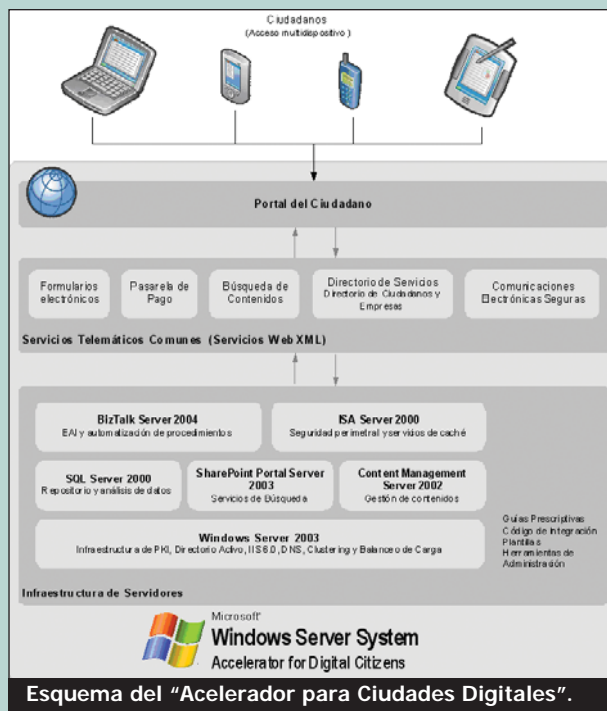 Ciudadanos
(Acceso multidispositivo)
Portal del Ciudadano
Formularios
electrónicos
Pasarela de
Pago
Búsqueda de
Contenidos
Directorio de Servicios
Directorio de Ciudadanos y
Empresas
Comunicaciones
Electrónicas Seguras
Servicios Telemáticos Comunes (Servicios Web XML)
BizTalk Server 2004
EAI y automatización de procedimientos
ISA Server 2000
Seguridad perimetral y servicios de caché
SQL Server 2000
Repositorio y análisis de datos
SharePoint Portal Server
2003
Servicios de Búsqueda
Content Management
Server 2002
Gestión de contenidos
Windows Server 2003
Infraestructura de PKI, Directorio Activo, IIS 6.0, DNS, Clustering y Balanceo de Carga
Guías Prescriptivas
Código de Integración
Plantillas
Herramientas de
Administración
Infraestructura de Servidores
Microsoft
Windows Server System
Accelerator for Digital Citizens
Esquema del “Acelerador para Ciudades Digitales”.